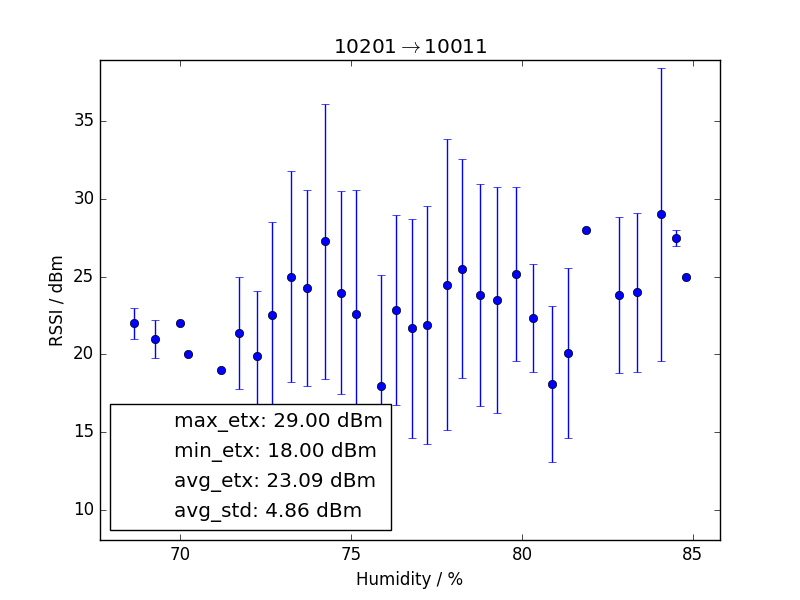 10201→10011
35
30
25
20
15
10
RSSI / dBm
max_etx: 29.00 dBm
min_etx: 18.00 dBm
avg_etx: 23.09 dBm
avg_std: 4.86 dBm
70 75 80 85
Humidity / %